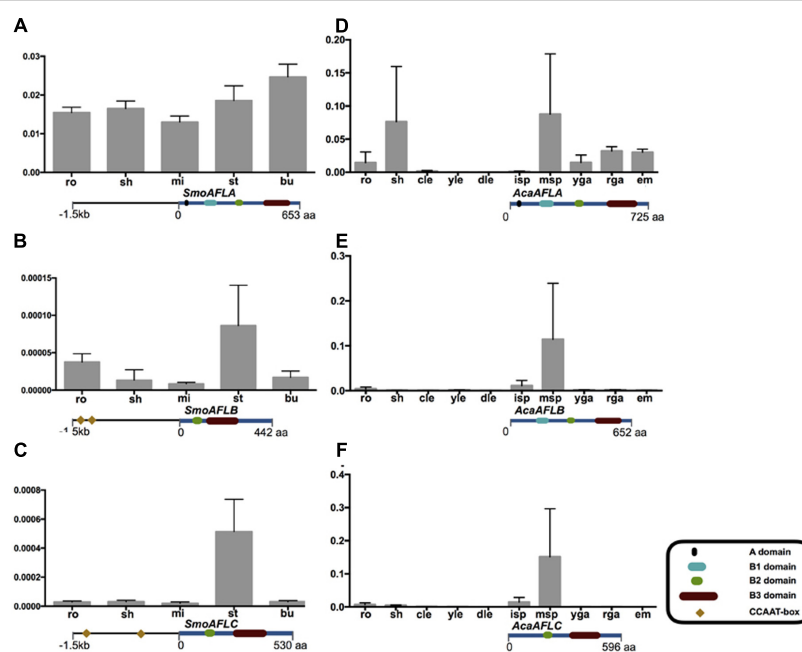 A
0.03
0.02
0.01
0.00
ro sh mi st bu
SmoAFLA
-1.5kb 0 653 aa
B
0.00015
0.00010
0.00005
0.00000
ro sh mi st bu
SmoAFLB
-1.5kb 0 442 aa
C
0.0008
0.0006
0.0004
0.0002
0.0000
ro sh mi st bu
SmoAFLC
-1.5kb 0 530 aa
D
0.20
0.15
0.10
0.05
0.00
ro sh cle yle dle isp msp yga rga em
AcaAFLA
0 725 aa
E
0.3
0.2
0.1
0.0
ro sh cle yle dle isp msp yga rga em
AcaAFLB
0 652 aa
F
0.4
0.3
0.2
0.1
0.0
ro sh cle yle dle isp msp yga rga em
AcaAFLC
0 596 aa
A domain
B1 domain
B2 domain
B3 domain
CCAAT-box